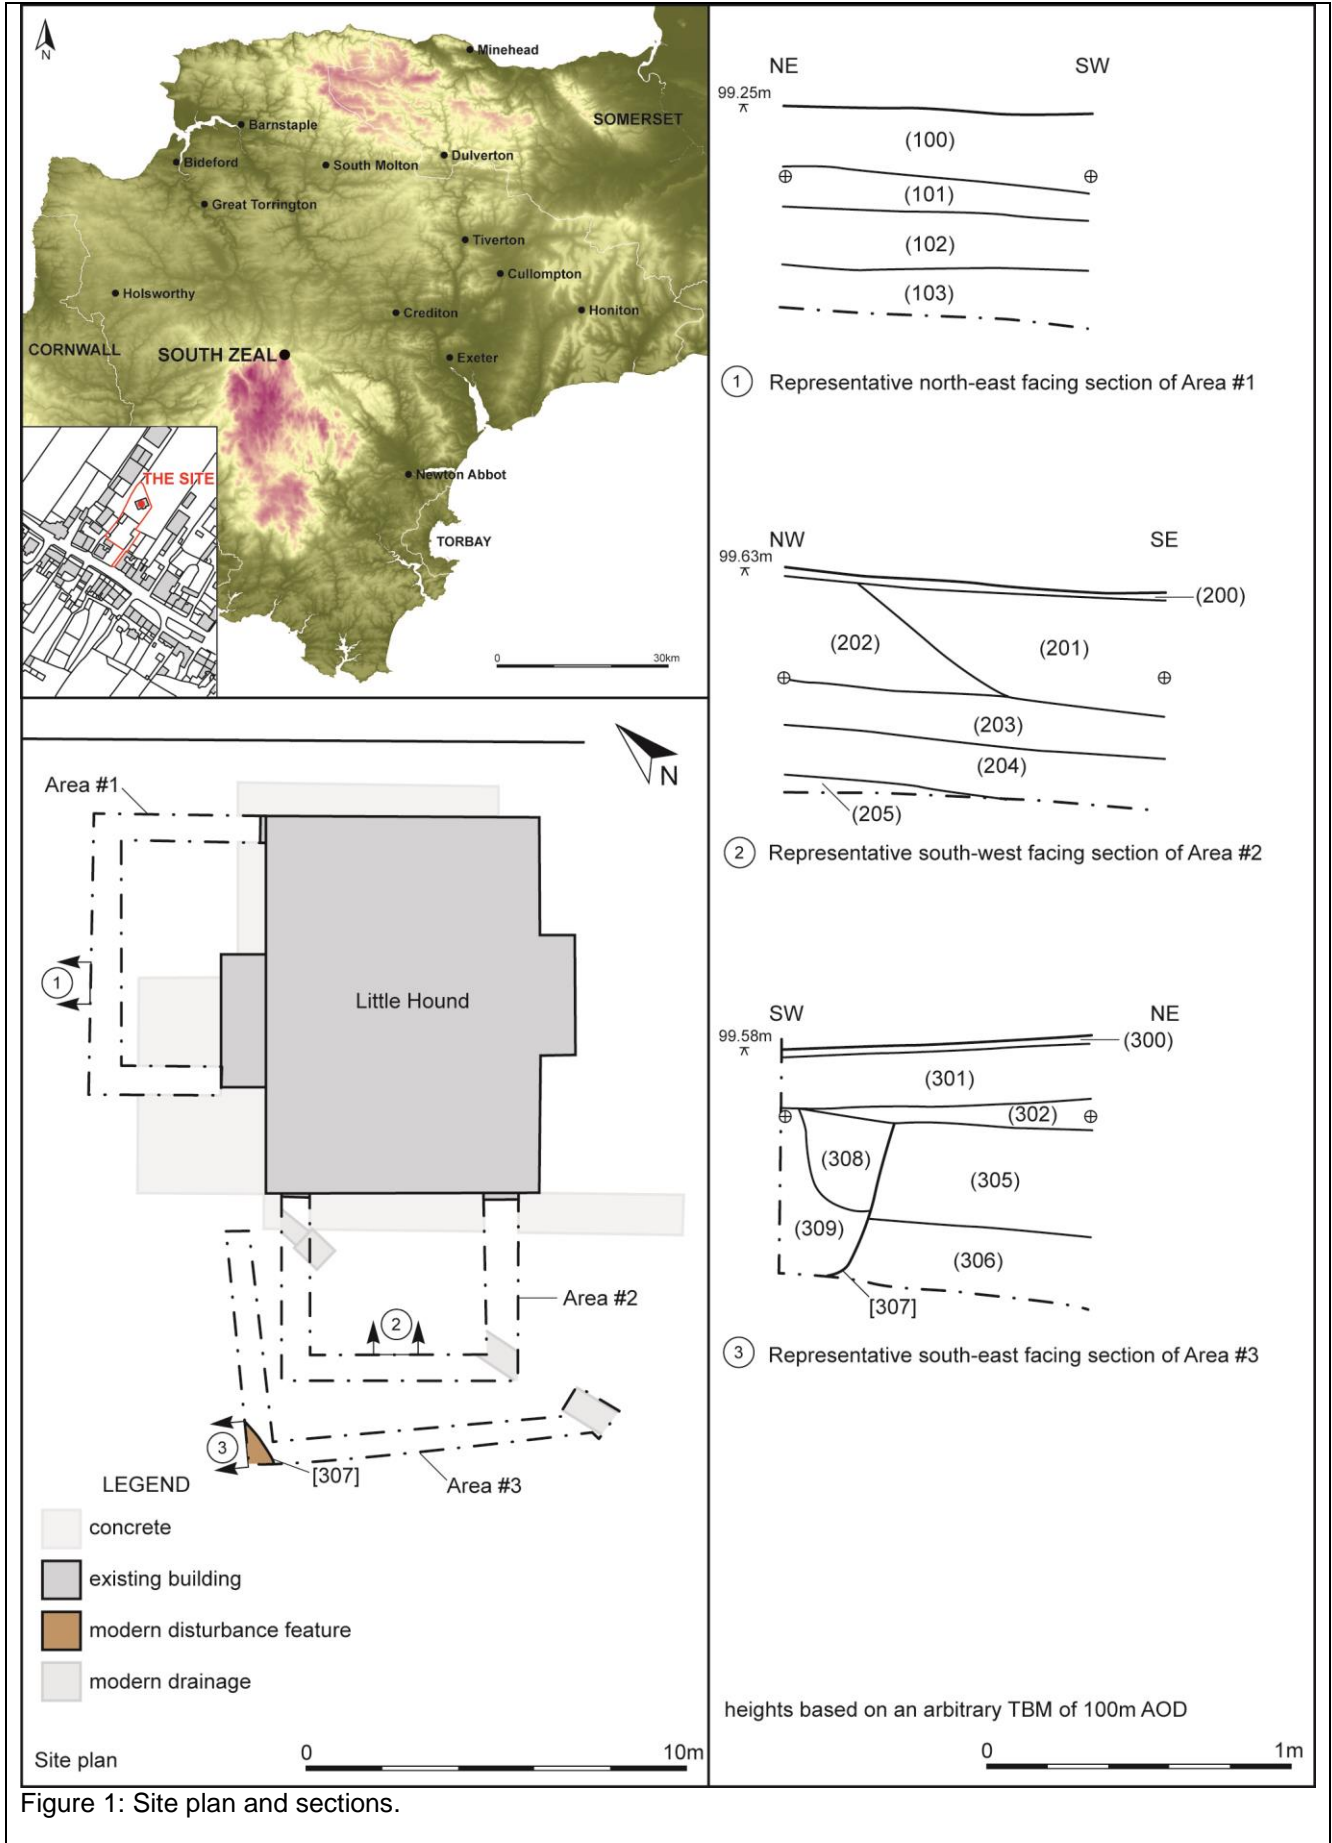 N
Minehead
SOMERSET
Barnstaple
Bideford
South Molton
Dulverton
Great Torrington
Tiverton
Cullompton
Holsworthy
Crediton
Honiton
CORNWALL
SOUTH ZEAL
Exeter
THE SITE
Newton Abbot
TORBAY
0 30km
Area #1
N
1
Little Hound
2
Area #2
3
[307]
Area #3
LEGEND
concrete
existing building
modern disturbance feature
modern drainage
Site plan
0 10m
NE SW
99.25m
(100)
(101)
(102)
(103)
1 Representative north-east facing section of Area #1
NW SE
99.63m
(200)
(202)
(201)
(203)
(204)
(205)
2 Representative south-west facing section of Area #2
SW NE
99.58m
(300)
(301)
(302)
(308)
(305)
(309)
(306)
[307]
3 Representative south-east facing section of Area #3
heights based on an arbitrary TBM of 100m AOD
0 1m
Figure 1: Site plan and sections.